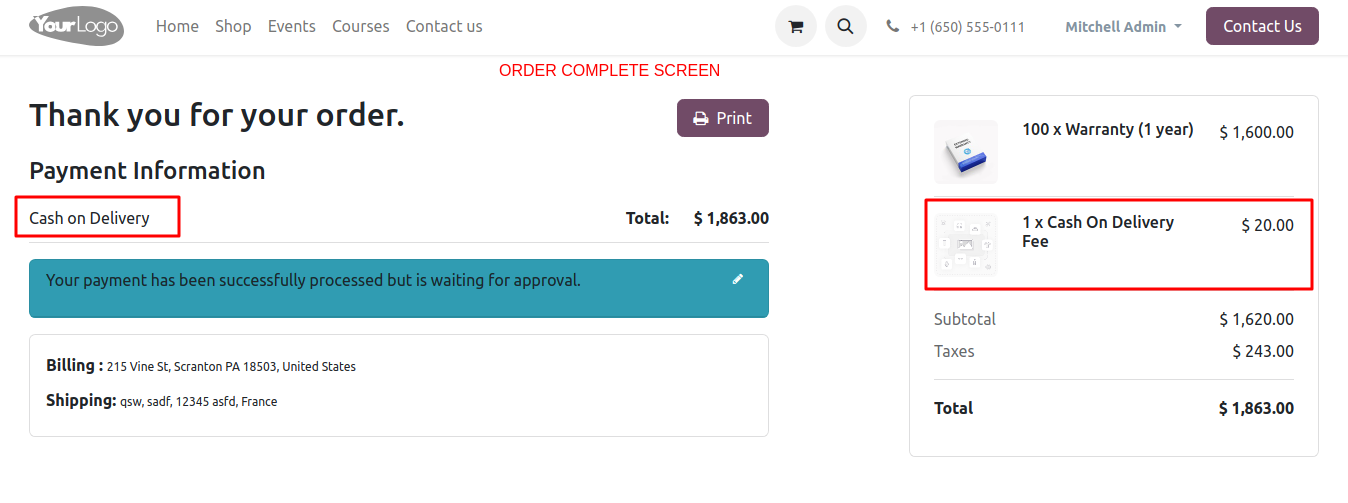 YourLogo
Home Shop Events Courses Contact us
+1 (650) 555-0111
Mitchell Admin
Contact Us
ORDER COMPLETE SCREEN
Thank you for your order.
Print
Payment Information
Cash on Delivery
Total: $ 1,863.00
Your payment has been successfully processed but is waiting for approval.
Billing : 215 Vine St, Scranton PA 18503, United States
Shipping: qsw, sadf, 12345 asfd, France
100 x Warranty (1 year) $ 1,600.00
1 x Cash On Delivery $ 20.00
Fee
Subtotal $ 1,620.00
Taxes $ 243.00
Total $ 1,863.00